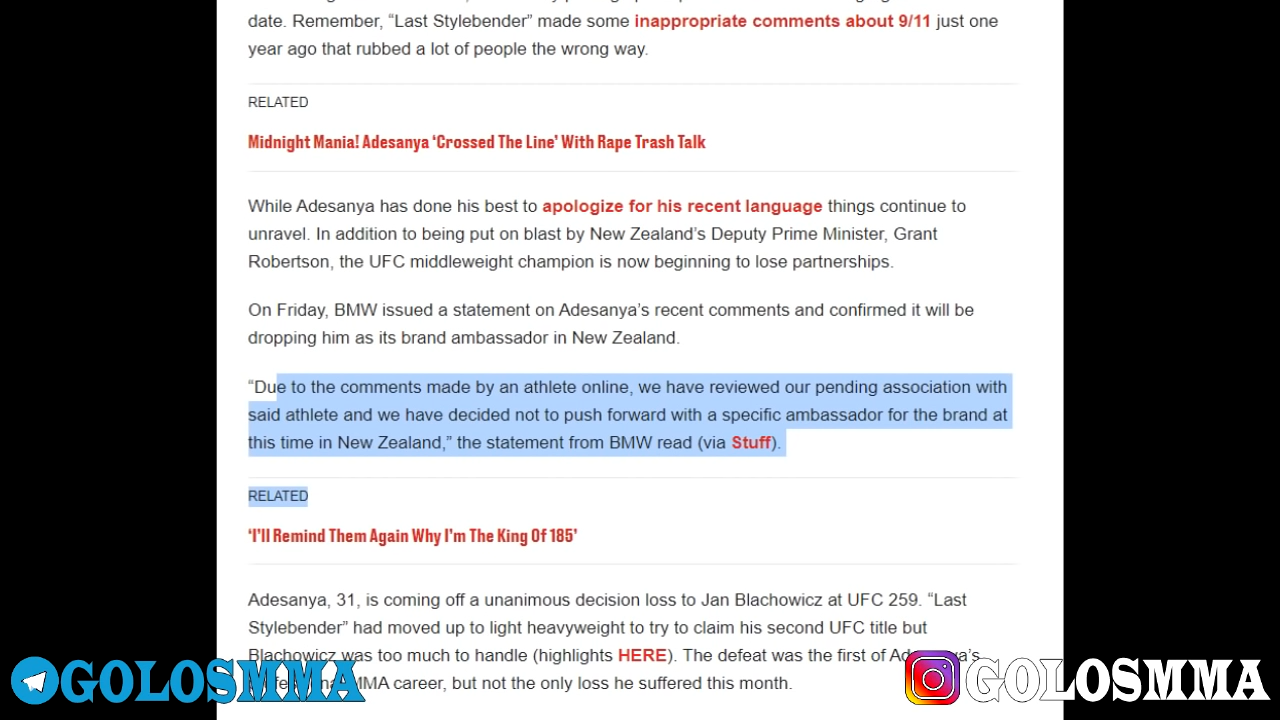 date. Remember, “Last Stylebender” made some inappropriate comments about 9/11 just one
year ago that rubbed a lot of people the wrong way.
RELATED
Midnight Mania! Adesanya ‘Crossed The Line’ With Rape Trash Talk
While Adesanya has done his best to apologize for his recent language things continue to
unravel. In addition to being put on blast by New Zealand’s Deputy Prime Minister, Grant
Robertson, the UFC middleweight champion is now beginning to lose partnerships.
On Friday, BMW issued a statement on Adesanya’s recent comments and confirmed it will be
dropping him as its brand ambassador in New Zealand.
“Due to the comments made by an athlete online, we have reviewed our pending association with
said athlete and we have decided not to push forward with a specific ambassador for the brand at
this time in New Zealand,” the statement from BMW read (via Stuff).
RELATED
‘I’ll Remind Them Again Why I’m The King Of 185’
Adesanya, 31, is coming off a unanimous decision loss to Jan Blachowicz at UFC 259. “Last
Stylebender” had moved up to light heavyweight to try to claim his second UFC title but
Blachowicz was too much to handle (highlights HERE). The defeat was the first of Adesanya’s
MMA career, but not the only loss he suffered this month.
GOLOSMMA
GOLOSMMA